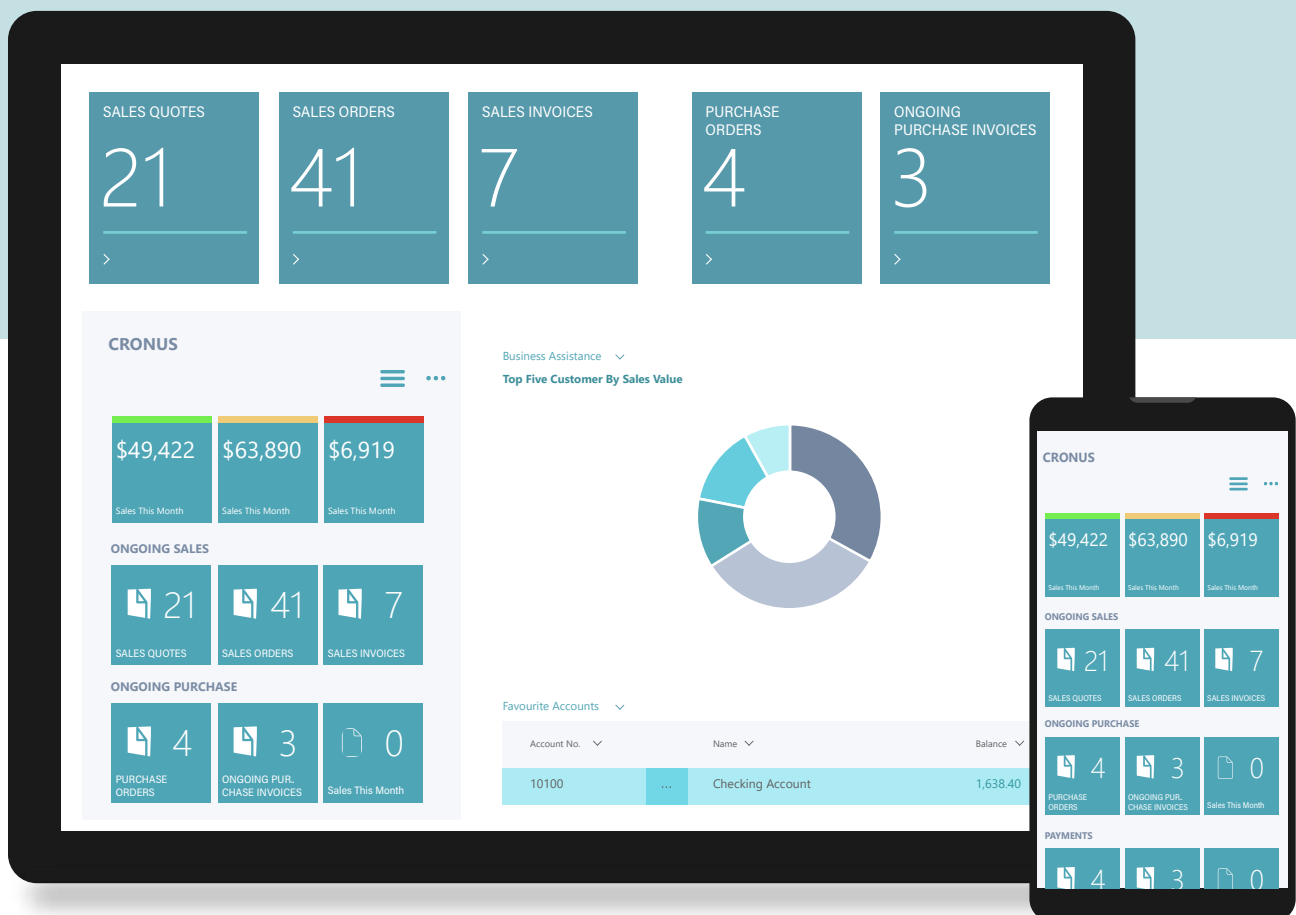 SALES QUOTES
21
SALES ORDERS
41
SALES INVOICES
7
PURCHASE
ORDERS
4
ONGOING
PURCHASE INVOICES
3
CRONUS
$49,422
Sales This Month
$63,890
Sales This Month
$6,919
Sales This Month
ONGOING SALES
21
SALES QUOTES
41
SALES ORDERS
7
SALES INVOICES
ONGOING PURCHASE
4
PURCHASE
ORDERS
3
ONGOING PUR.
CHASE INVOICES
0
Sales This Month
Business Assistance
Top Five Customer By Sales Value
Favourite Accounts
Account No. Name Balance
10100 ... Checking Account 1,638.40
CRONUS
$49,422
Sales This Month
$63,890
Sales This Month
$6,919
Sales This Month
ONGOING SALES
21
SALES QUOTES
41
SALES ORDERS
7
SALES INVOICES
ONGOING PURCHASE
4
PURCHASE
ORDERS
3
ONGOING PUR.
CHASE INVOICES
0
Sales This Month
PAYMENTS
4
3
0